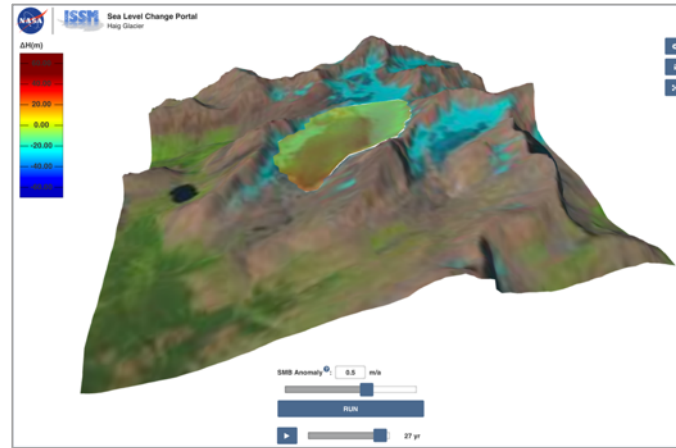 NASA
ISSM
Sea Level Change Portal
Haig Glacier
ΔH(m)
20.00
0.00
-20.00
-40.00
SMB Anomaly?: 0.5 m/a
RUN
27 yr